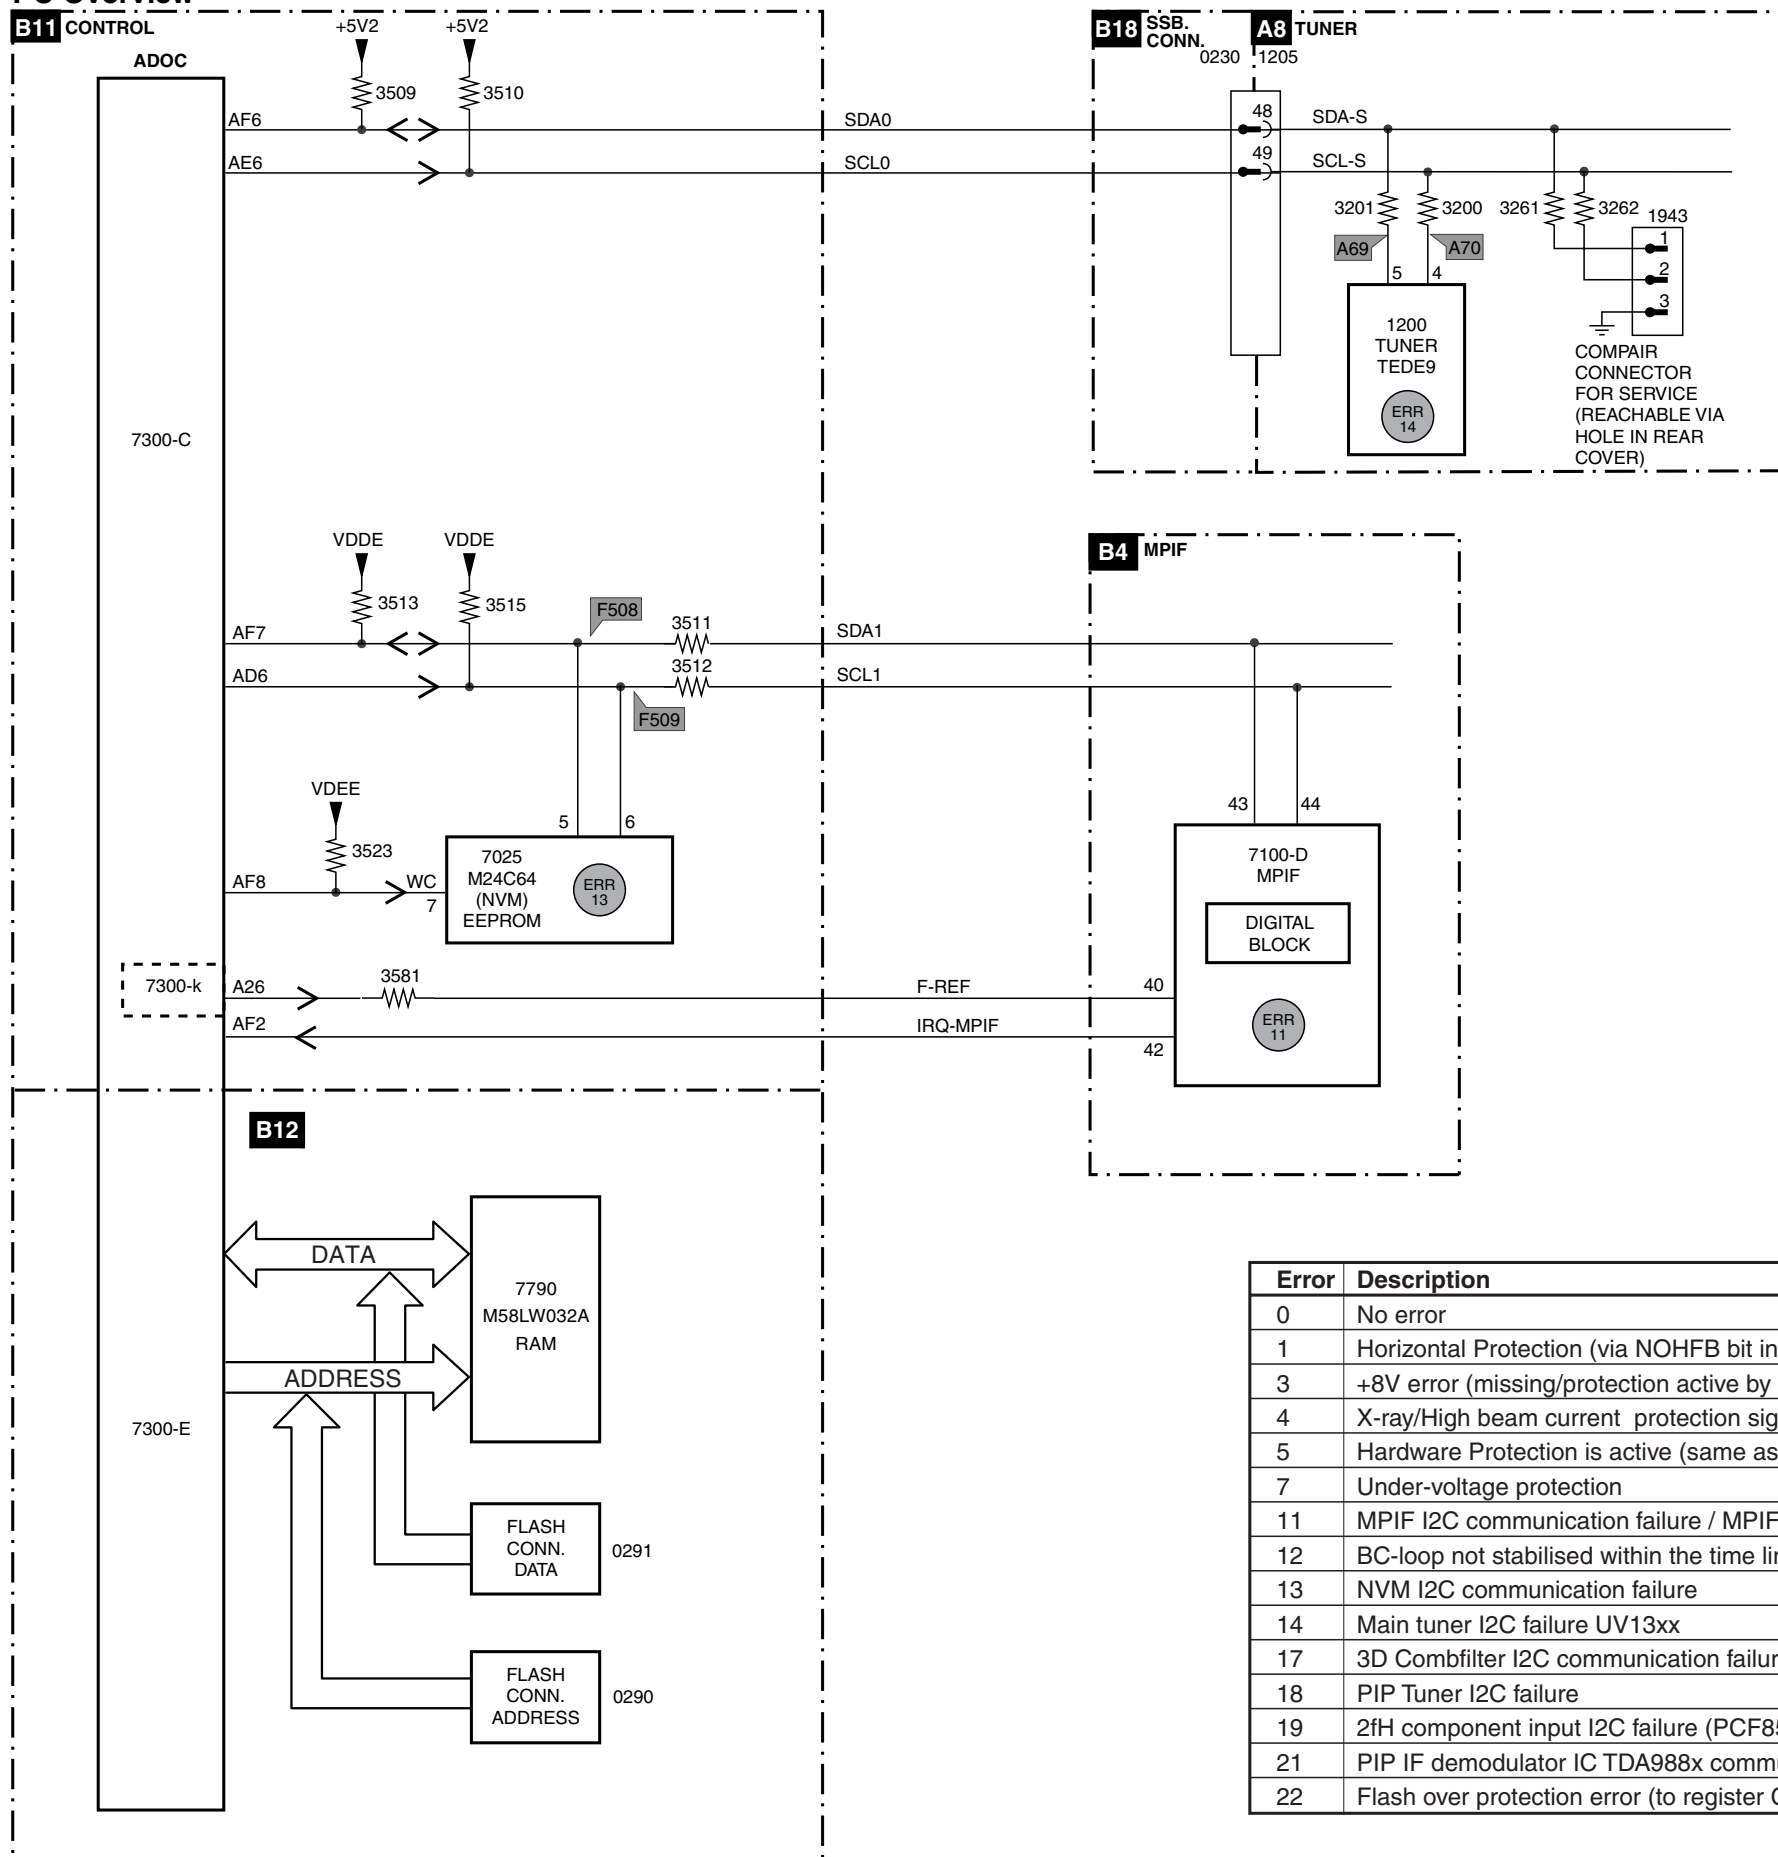 B11 CONTROL
ADOC
+5V2
+5V2
3509
3510
AF6
AE6
SDA0
SCL0
B18 SSB.
CONN.
0230
A8 TUNER
1205
48
49
SDA-S
SCL-S
3201
3200
3261
3262
1943
A69
A70
5
4
1
2
3
1200
TUNER
TEDE9
ERR
14
COMPAIR
CONNECTOR
FOR SERVICE
(REACHABLE VIA
HOLE IN REAR
COVER)
7300-C
VDDE
VDDE
3513
3515
F508
3511
AF7
SDA1
3512
AD6
SCL1
F509
B4 MPIF
43
44
7100-D
MPIF
DIGITAL
BLOCK
ERR
11
VDEE
3523
AF8
WC
7
5
6
7025
M24C64
(NVM)
EEPROM
ERR
13
7300-k
A26
3581
F-REF
40
AF2
IRQ-MPIF
42
B12
7300-E
DATA
ADDRESS
7790
M58LW032A
RAM
FLASH
CONN.
DATA
0291
FLASH
CONN.
ADDRESS
0290
Error Description
0 No error
1 Horizontal Protection (via NOHFB bit in
3 +8V error (missing/protection active by
4 X-ray/High beam current protection sig
5 Hardware Protection is active (same as
7 Under-voltage protection
11 MPIF I2C communication failure / MPIF
12 BC-loop not stabilised within the time
13 NVM I2C communication failure
14 Main tuner I2C failure UV13xx
17 3D Combfilter I2C communication failur
18 PIP Tuner I2C failure
19 2fH component input I2C failure (PCF8
21 PIP IF demodulator IC TDA988x comm
22 Flash over protection error (to register